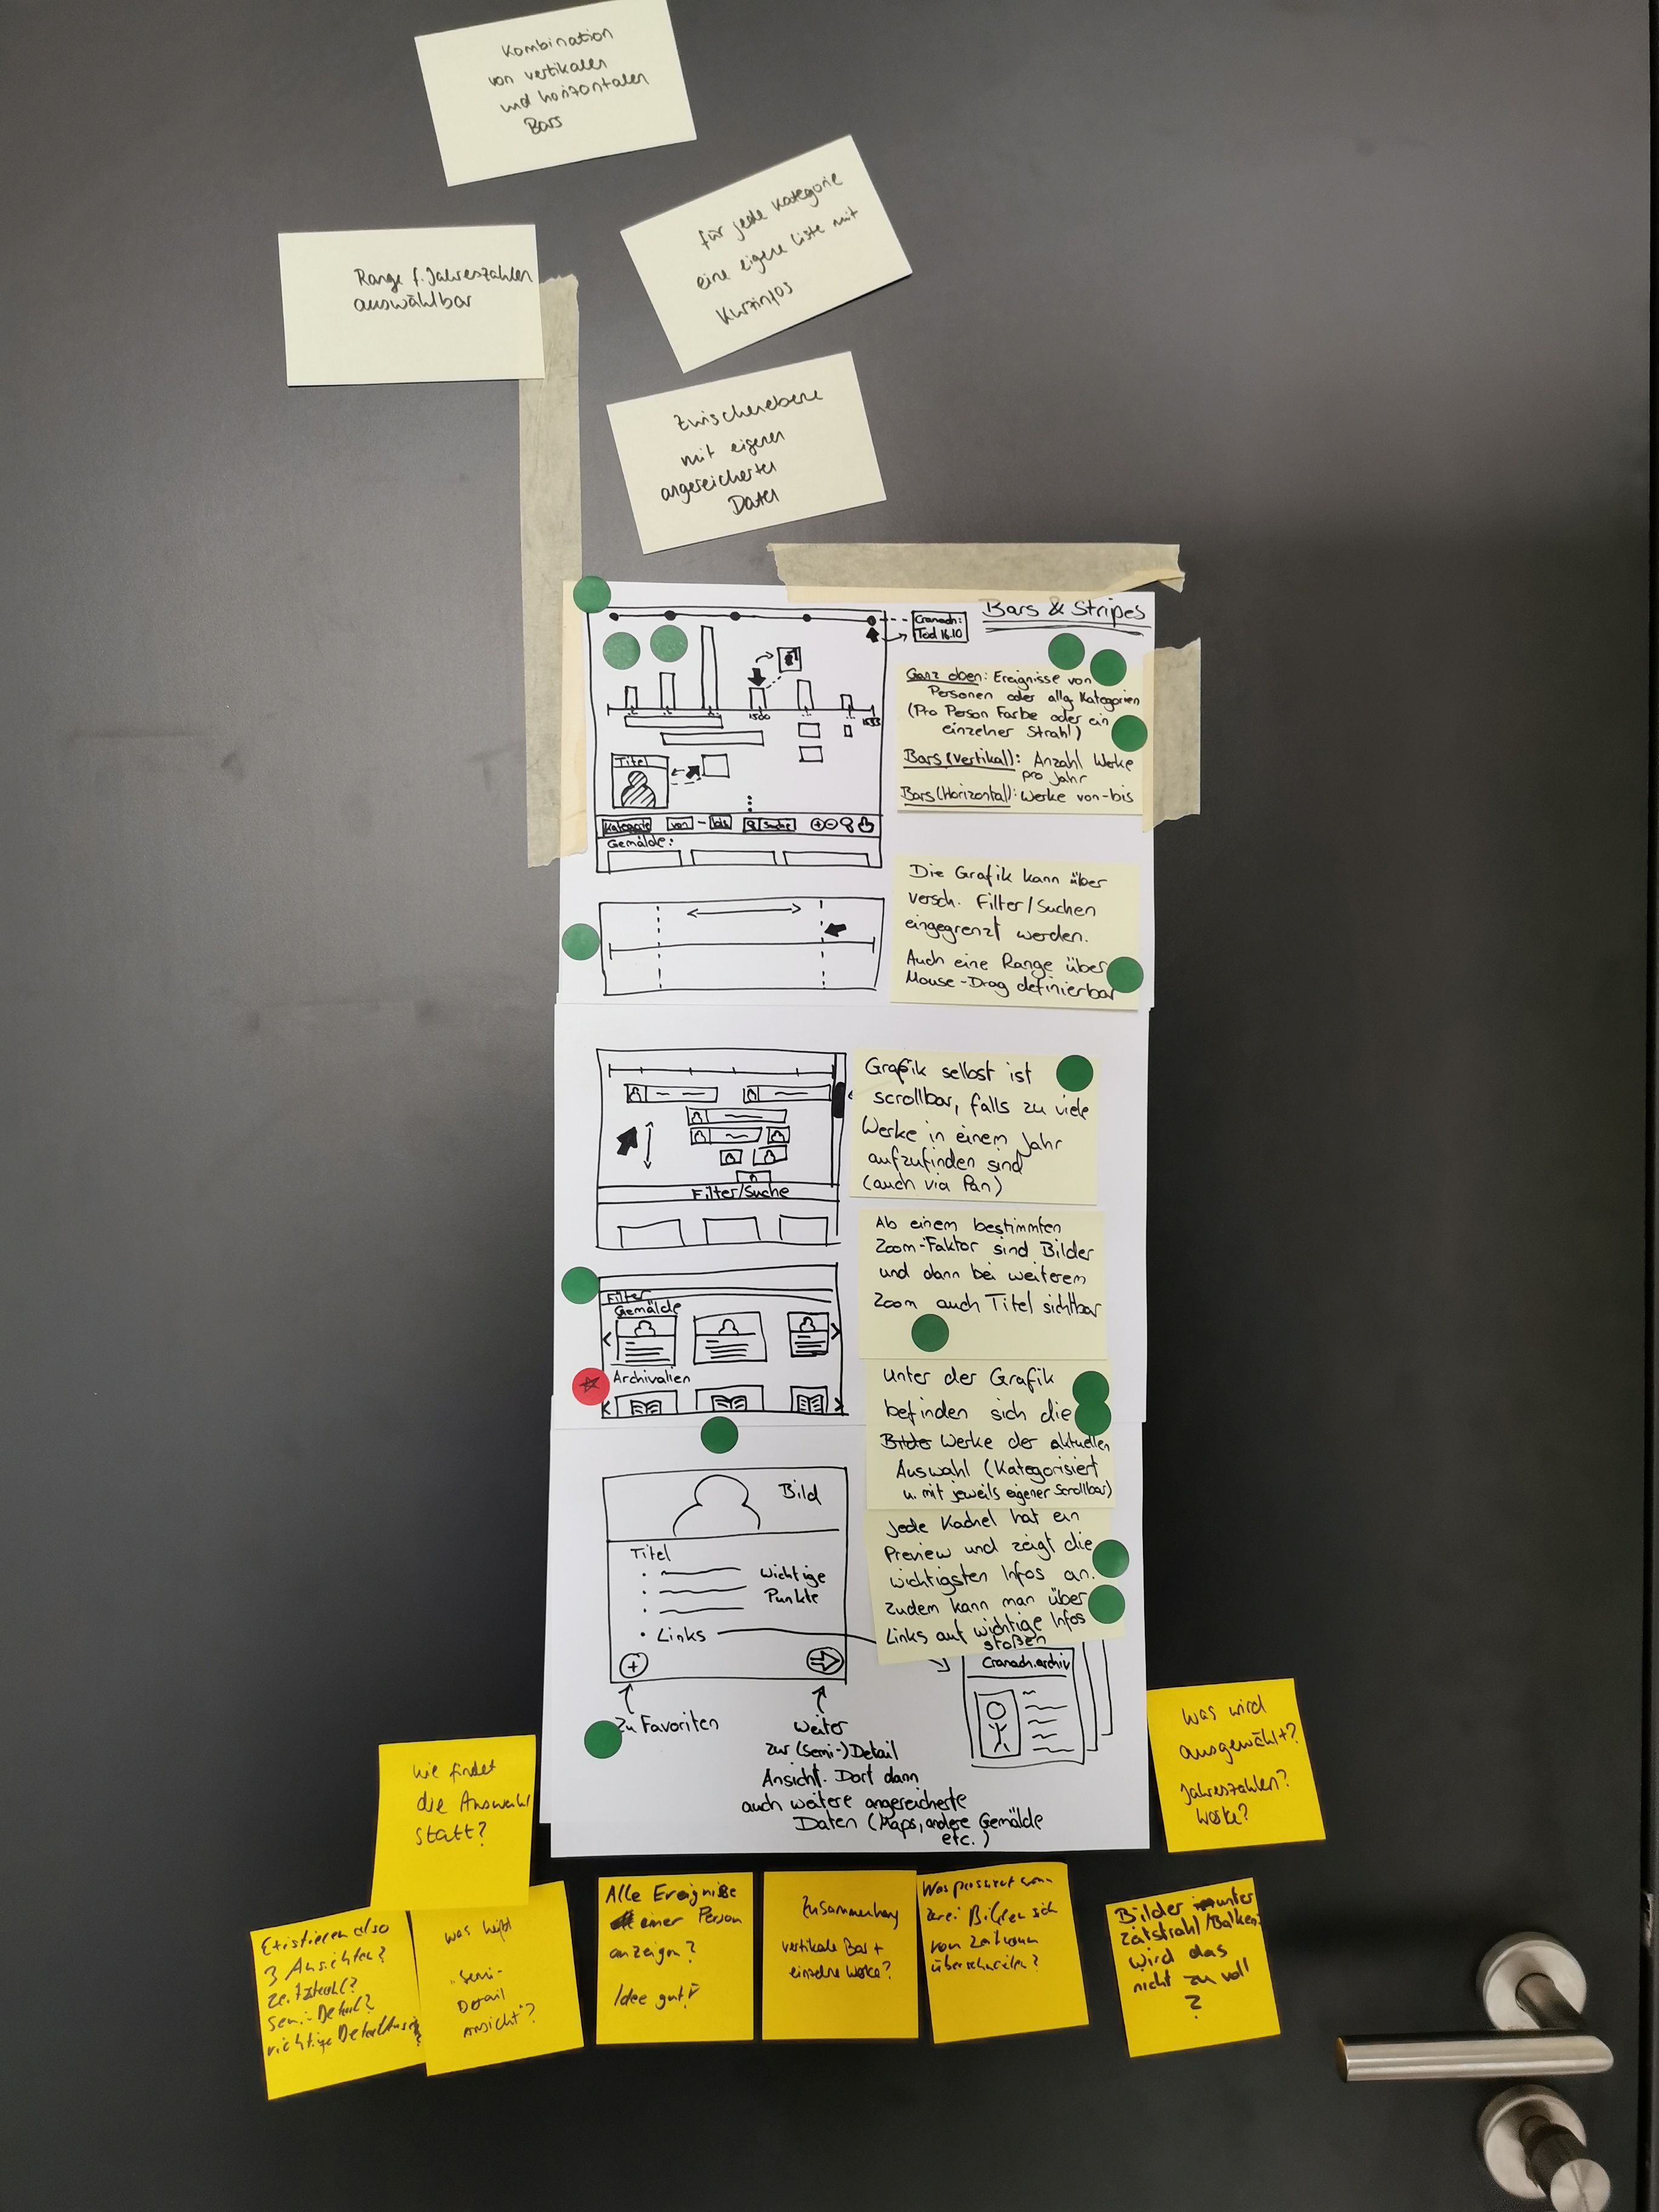 Kombination
von vertikalen
und horizontalen
Bars
für jede Kategorie
eine eigene Liste mit
Kurzinfos
Range f. Jahreszahlen
auswählbar
Zwischenebene
mit eigenen
angereicherten
Daten
Bars & Stripes
Cranach:
Tod 16.10
1500
Titel
Kategorie
von - bis
Suche
Gemälde:
Ganz oben: Ereignisse von
Personen oder allg. Kategorien
(Pro Person Farbe oder ein
einzelner Strahl)
Bars (Vertikal): Anzahl Werke
pro Jahr
Bars (Horizontal): Werke von-bis
Die Grafik kann über
versch. Filter/Suchen
eingegrenzt werden.
Auch eine Range über
Mouse-Drag definierbar
Filter/Suche
Grafik selbst ist
scrollbar, falls zu viele
Werke in einem Jahr
aufzufinden sind
(auch via Pan)
Ab einem bestimmten
Zoom-Faktor sind Bilder
und dann bei weiterem
Zoom auch Titel sichtbar
Filter
Gemälde
Archivalien
Unter der Grafik
befinden sich die
Bilder Werke der aktuellen
Auswahl (Kategorisiert
u. mit jeweils eigener Scrollbar)
Bild
Titel
Wichtige
Punkte
Links
Jede Kachel hat ein
Preview und zeigt die
wichtigsten Infos an.
Zudem kann man über
Links auf wichtige Infos
stoßen
Cranach.archiv
Zu Favoriten
Weiter
zur (Semi-)Detail
Ansicht. Dort dann
auch weitere angereicherte
Daten (Maps, andere Gemälde
etc.)
Was wird
ausgewählt?
Jahreszahlen?
Werke?
Wie findet
die Auswahl
statt?
Existieren also
3 Ansichten?
Zeitstrahl?
Semi-Detail?
richtige Detailansicht?
was heißt
"Semi-
Detail
Ansicht"?
Alle Ereignisse
einer Person
anzeigen?
Idee gut!
Zusammenhang
vertikale Bar +
einzelne Werke?
Was passiert wenn
zwei Bilder sich
von Zeitraum
überschneiden?
Bilder unter
Zeitstrahl/Balken:
wird das
nicht zu voll
?